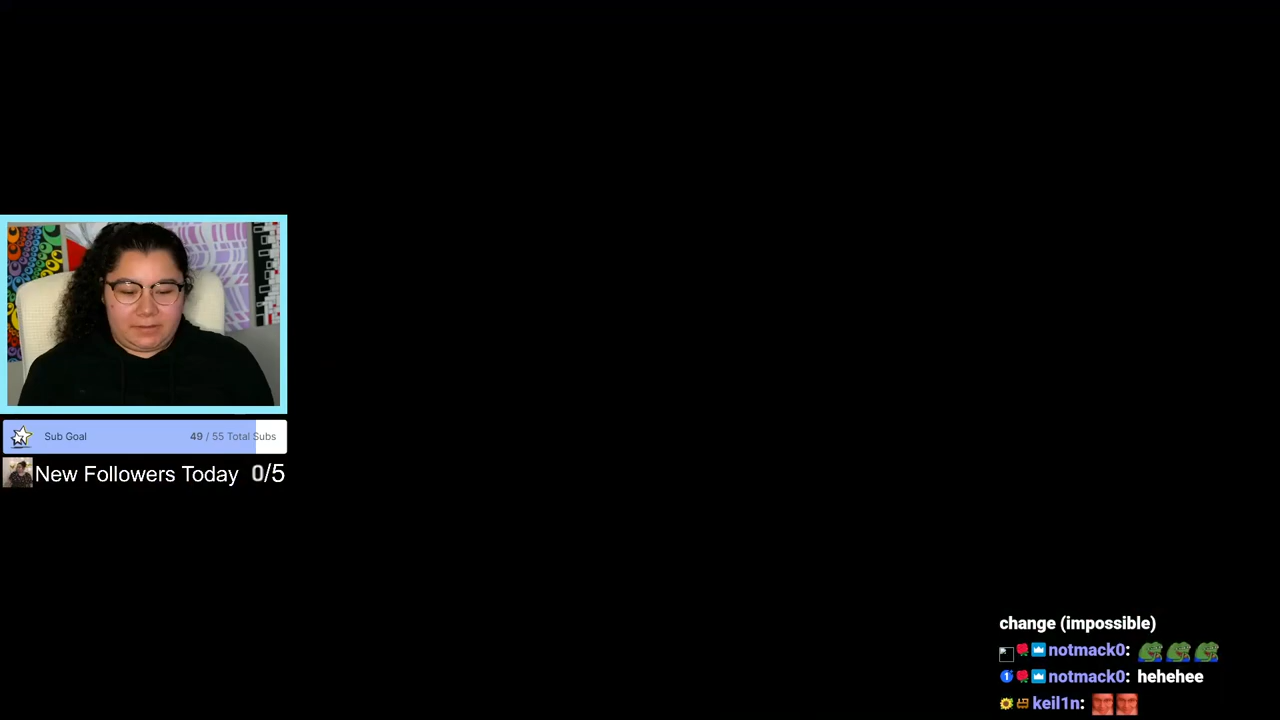 Sub Goal 49 / 55 Total Subs
New Followers Today 0/5
change (impossible)
notmack0:
notmack0: hehehee
keil1n: